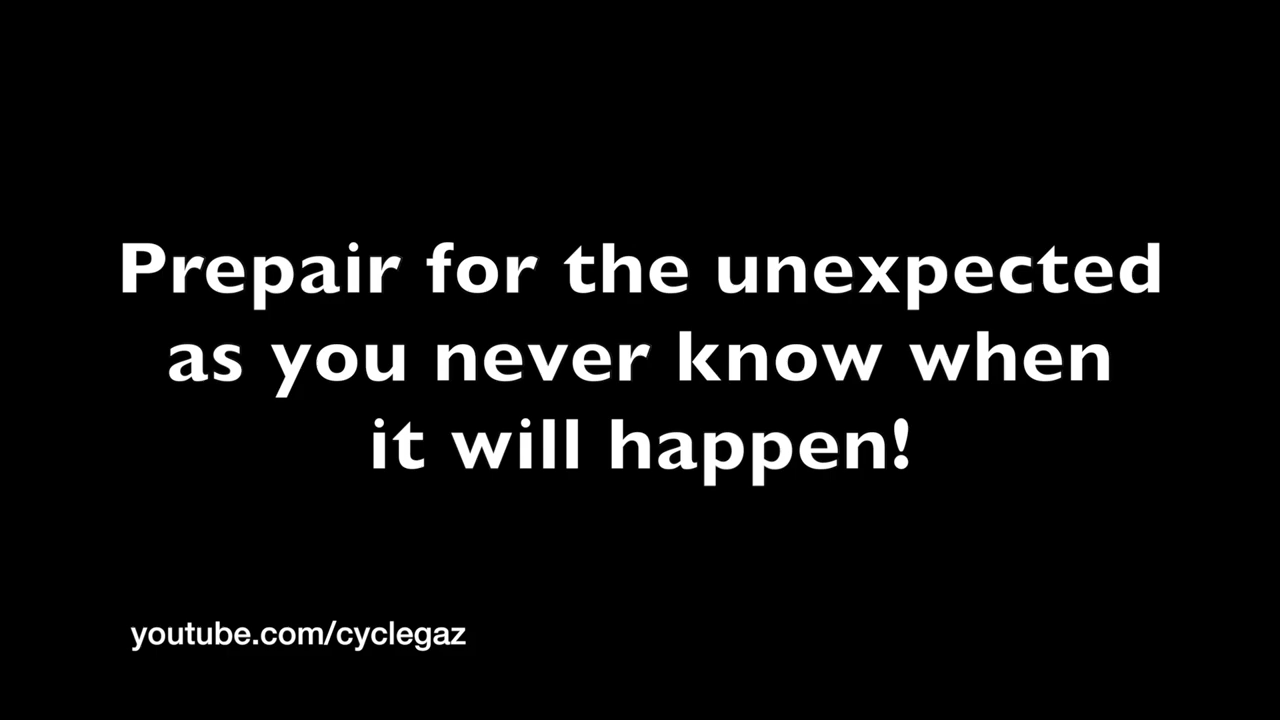 Prepair for the unexpected
as you never know when
it will happen!
youtube.com/cyclegaz